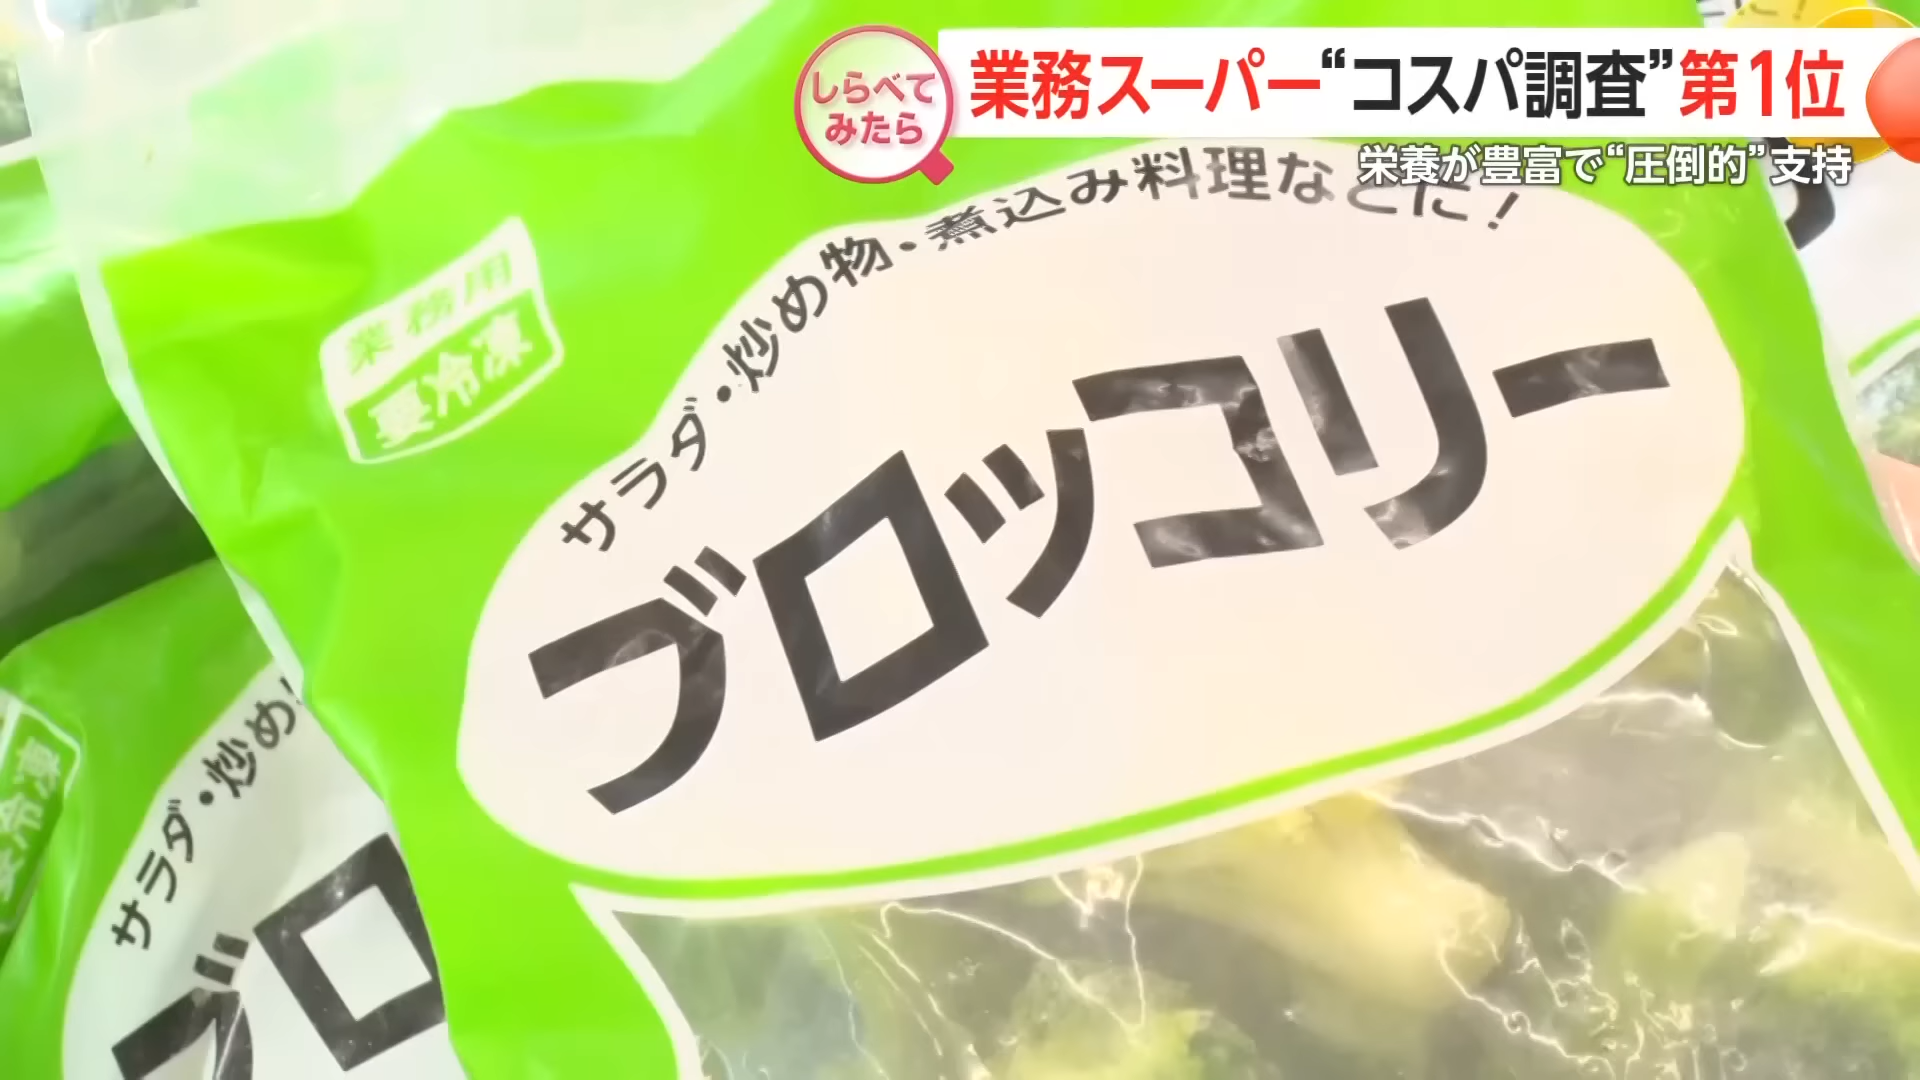 しらべて
みたら
業務スーパー“コスパ調査”第1位
栄養が豊富で“圧倒的”支持
サラダ・炒め物・煮込み料理などに!
業務用
要冷凍
ブロッコリー
要冷凍
サラダ・炒め
ブロ